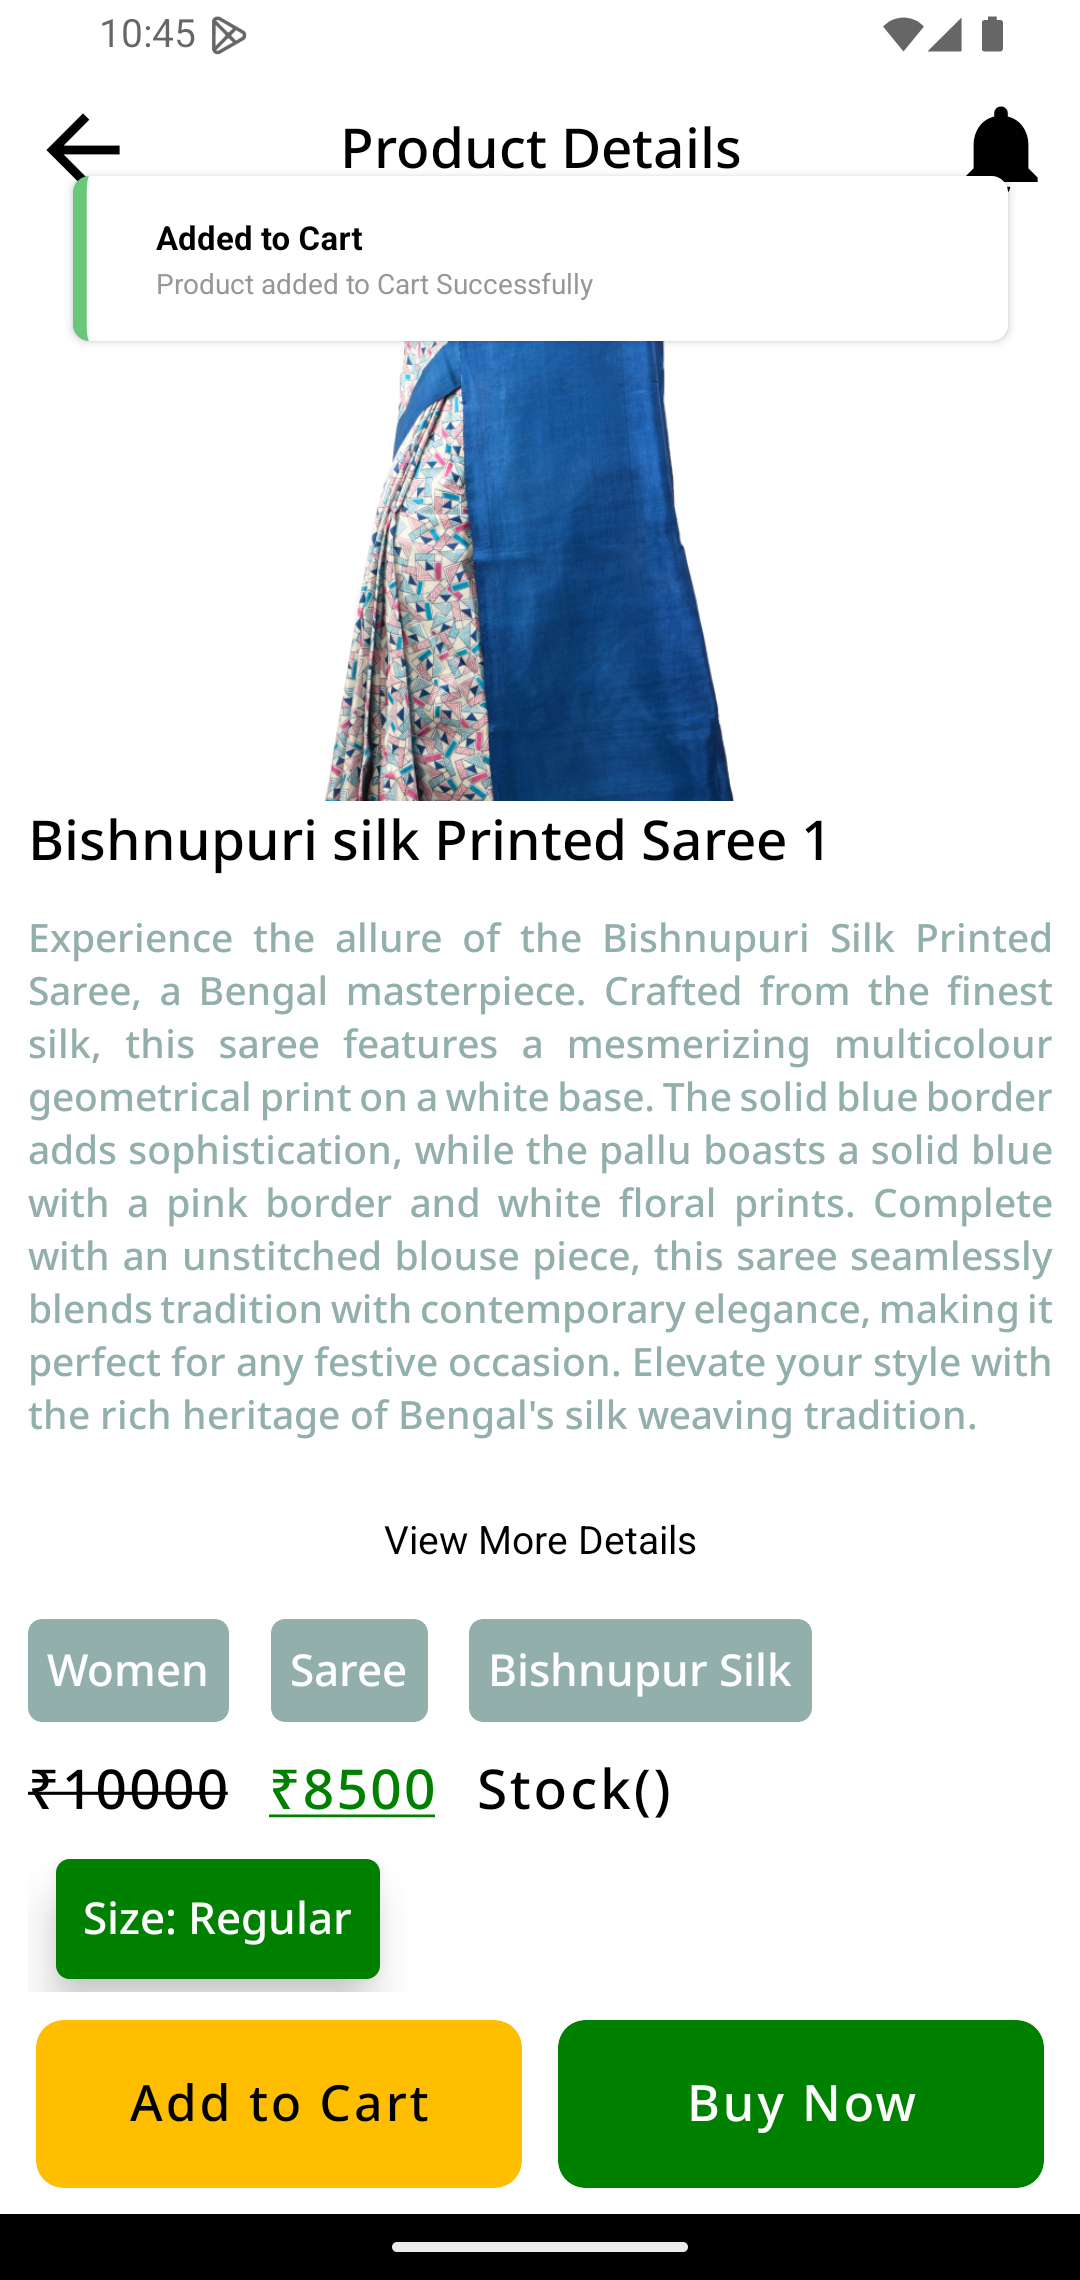 10:45
Product Details
Added to Cart
Product added to Cart Successfully
Bishnupuri silk Printed Saree 1
Experience the allure of the Bishnupuri Silk Printed
Saree, a Bengal masterpiece. Crafted from the finest
silk, this saree features a mesmerizing multicolour
geometrical print on a white base. The solid blue border
adds sophistication, while the pallu boasts a solid blue
with a pink border and white floral prints. Complete
with an unstitched blouse piece, this saree seamlessly
blends tradition with contemporary elegance, making it
perfect for any festive occasion. Elevate your style with
the rich heritage of Bengal's silk weaving tradition.
View More Details
Women Saree Bishnupur Silk
₹10000 ₹8500 Stock()
Size: Regular
Add to Cart Buy Now